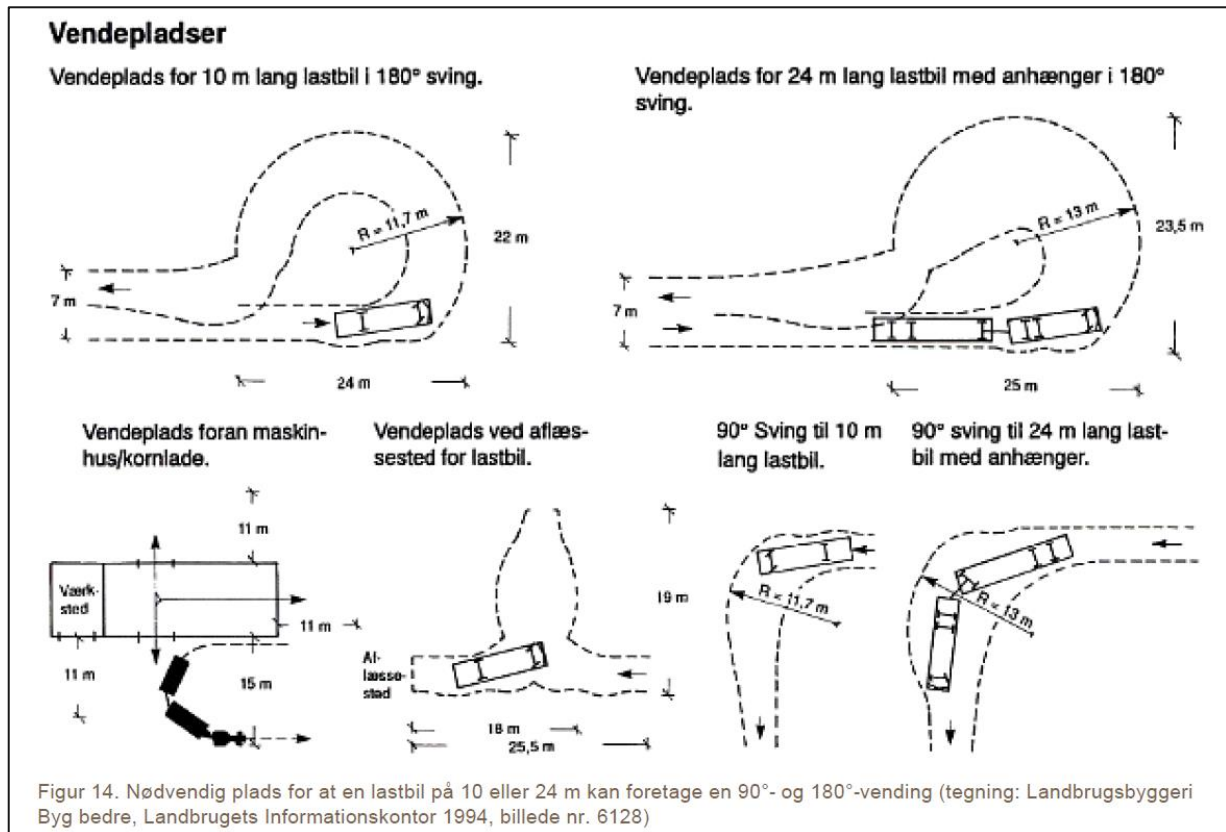 Vendepladser
Vendeplads for 10 m lang lastbil i 180° sving.
Vendeplads for 24 m lang lastbil med anhænger i 180°
sving.
R = 11,7 m
22 m
7 m
24 m
R = 13 m
23,5 m
7 m
25 m
Vendeplads foran maskin-
hus/kornlade.
Vendeplads ved aflæs-
sested for lastbil.
90° Sving til 10 m
lang lastbil.
90° sving til 24 m lang last-
bil med anhænger.
11 m
Værk-
sted
11 m
11 m
15 m
19 m
Af-
læsse-
sted
18 m
25,5 m
R = 11,7 m
R = 13 m
Figur 14. Nødvendig plads for at en lastbil på 10 eller 24 m kan foretage en 90°- og 180°-vending (tegning: Landbrugsbyggeri
Byg bedre, Landbrugets Informationskontor 1994, billede nr. 6128)